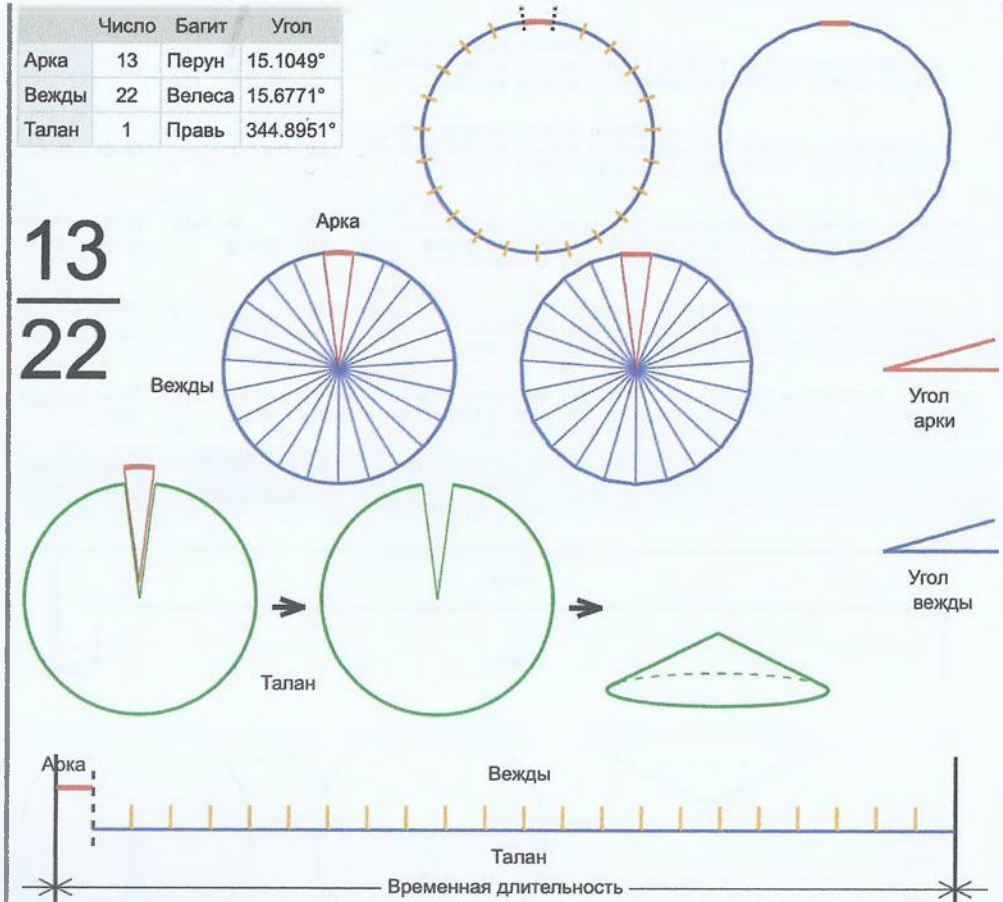 Число Багит Угол
Арка 13 Перун 15.1049°
Вежды 22 Велеса 15.6771°
Талан 1 Правь 344.8951°
13
22
Арка
Вежды
Угол
арки
Угол
вежды
Талан
Арка
Вежды
Талан
Временная длительность